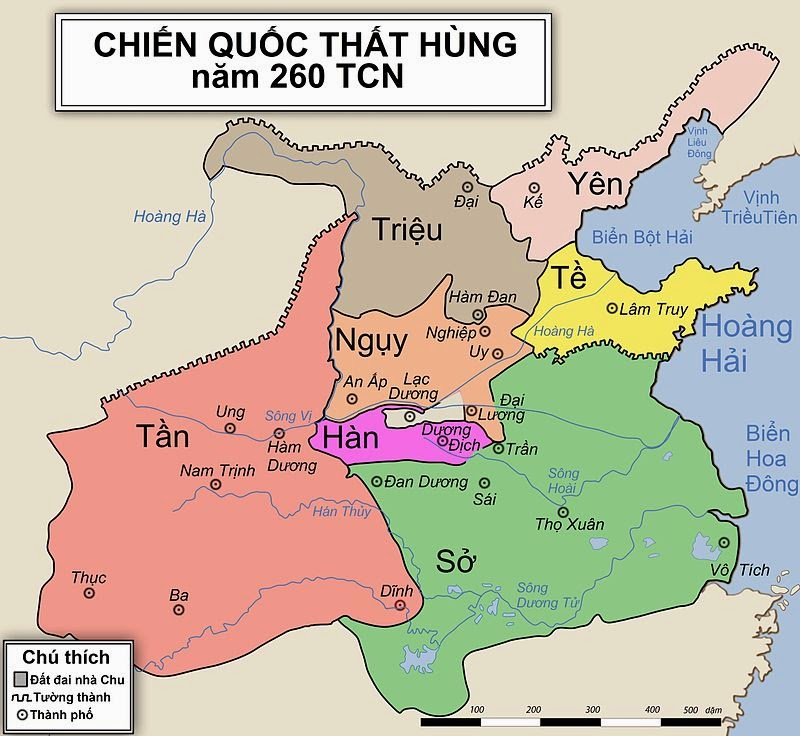 CHIẾN QUỐC THẤT HÙNG
năm 260 TCN
Vịnh
Liêu
Đông
Yên
Kế
Đại
Vịnh
TriềuTiên
Hoàng Hà
Triệu
Biển Bột Hải
Tề
Hàm Đan
Lâm Truy
Nghiệp
Hoàng Hà
Hoàng
Hải
Ngụy
Uy
An Ấp
Lạc
Dương
Đại
Lương
Ung
Sông Vị
Tần
Hàm
Dương
Hàn
Dương
Địch
Trần
Biển
Hoa
Đông
Nam Trịnh
Đan Dương
Sái
Sông
Hoài
Hán Thủy
Thọ Xuân
Sở
Vô Tích
Thục
Ba
Dĩnh
Sông
Dương Tử
Chú thích
Đất đai nhà Chu
Tường thành
Thành phố
100 200 300 400 500 dặm